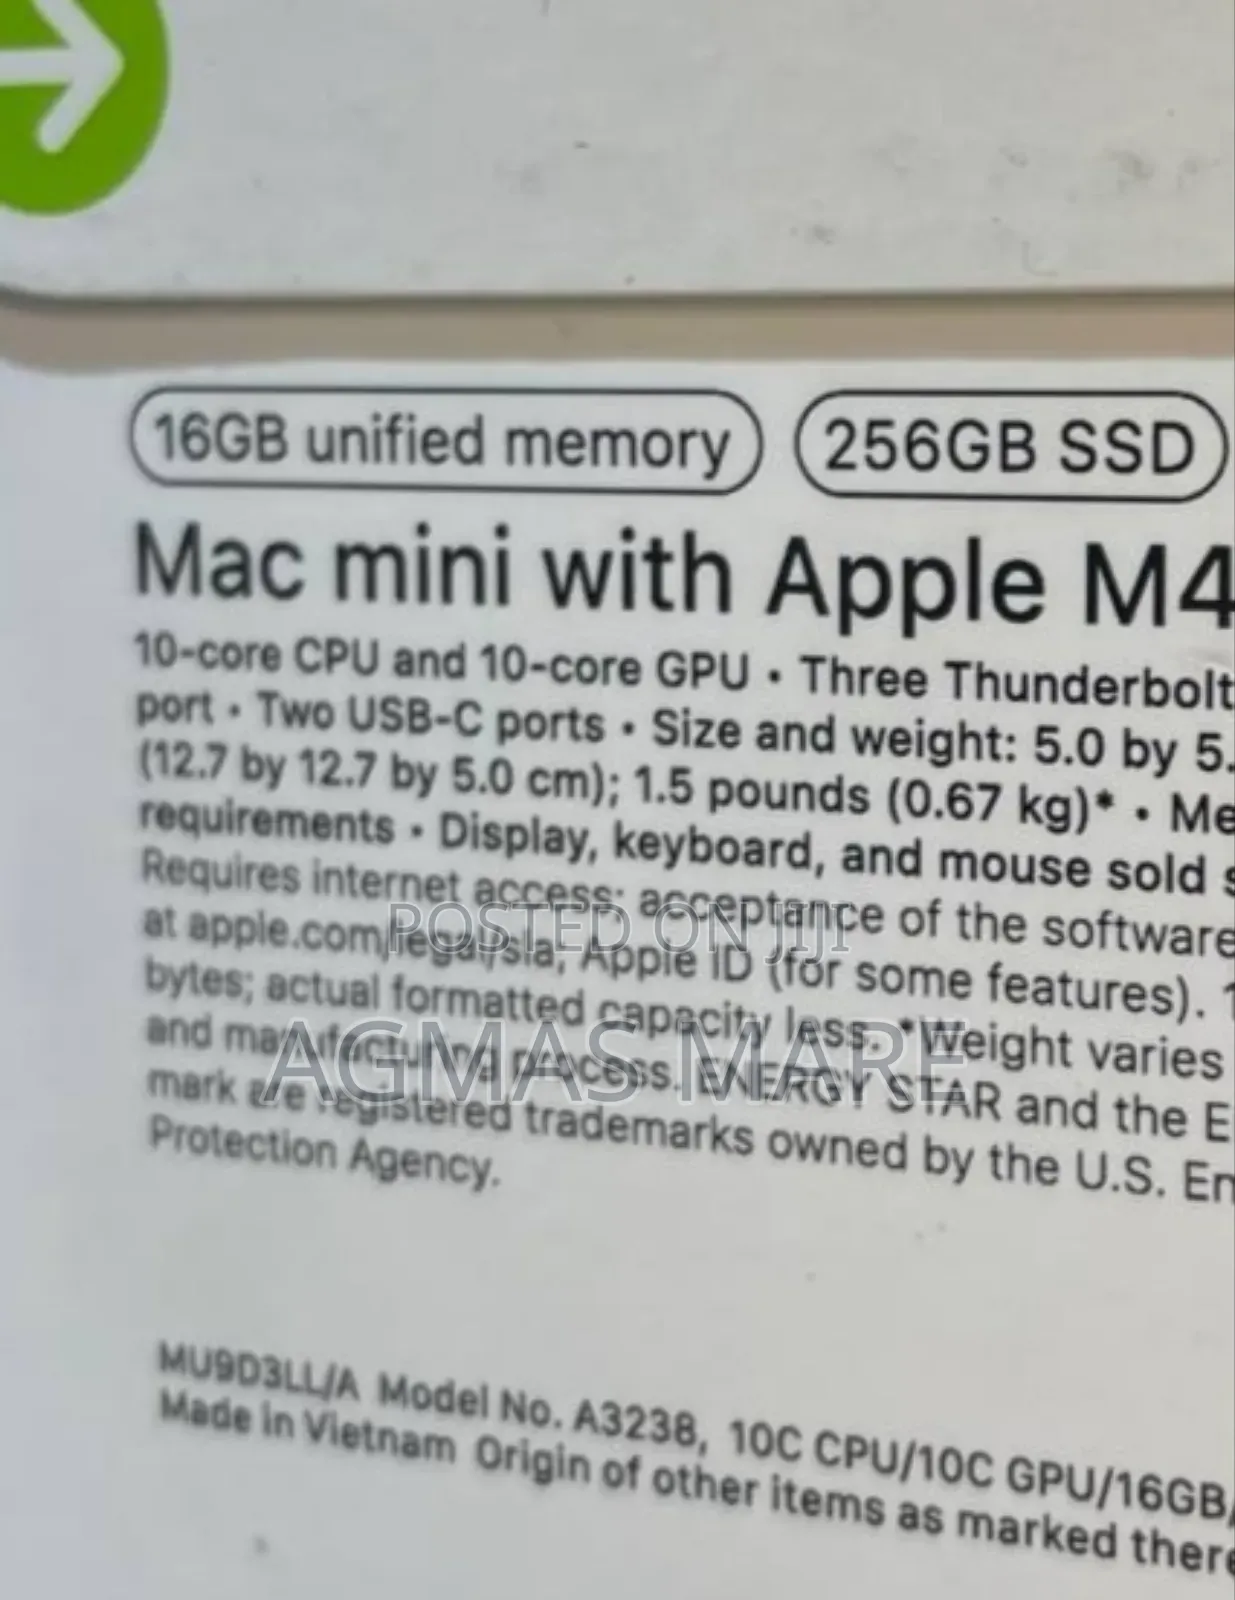 16GB unified memory 256GB SSD
Mac mini with Apple M4
10-core CPU and 10-core GPU • Three Thunderbolt
port • Two USB-C ports • Size and weight: 5.0 by 5.
(12.7 by 12.7 by 5.0 cm); 1.5 pounds (0.67 kg)* • Me
requirements • Display, keyboard, and mouse sold s
Requires internet access; acceptance of the software
at apple.com/legal/sla; Apple ID (for some features). 1
bytes; actual formatted capacity less. *Weight varies
and manufacturing process. ENERGY STAR and the E
mark are registered trademarks owned by the U.S. En
Protection Agency.
POSTED ON JIJI
AGMAS MARE
MU9D3LL/A Model No. A3238, 10C CPU/10C GPU/16GB/
Made in Vietnam Origin of other items as marked there